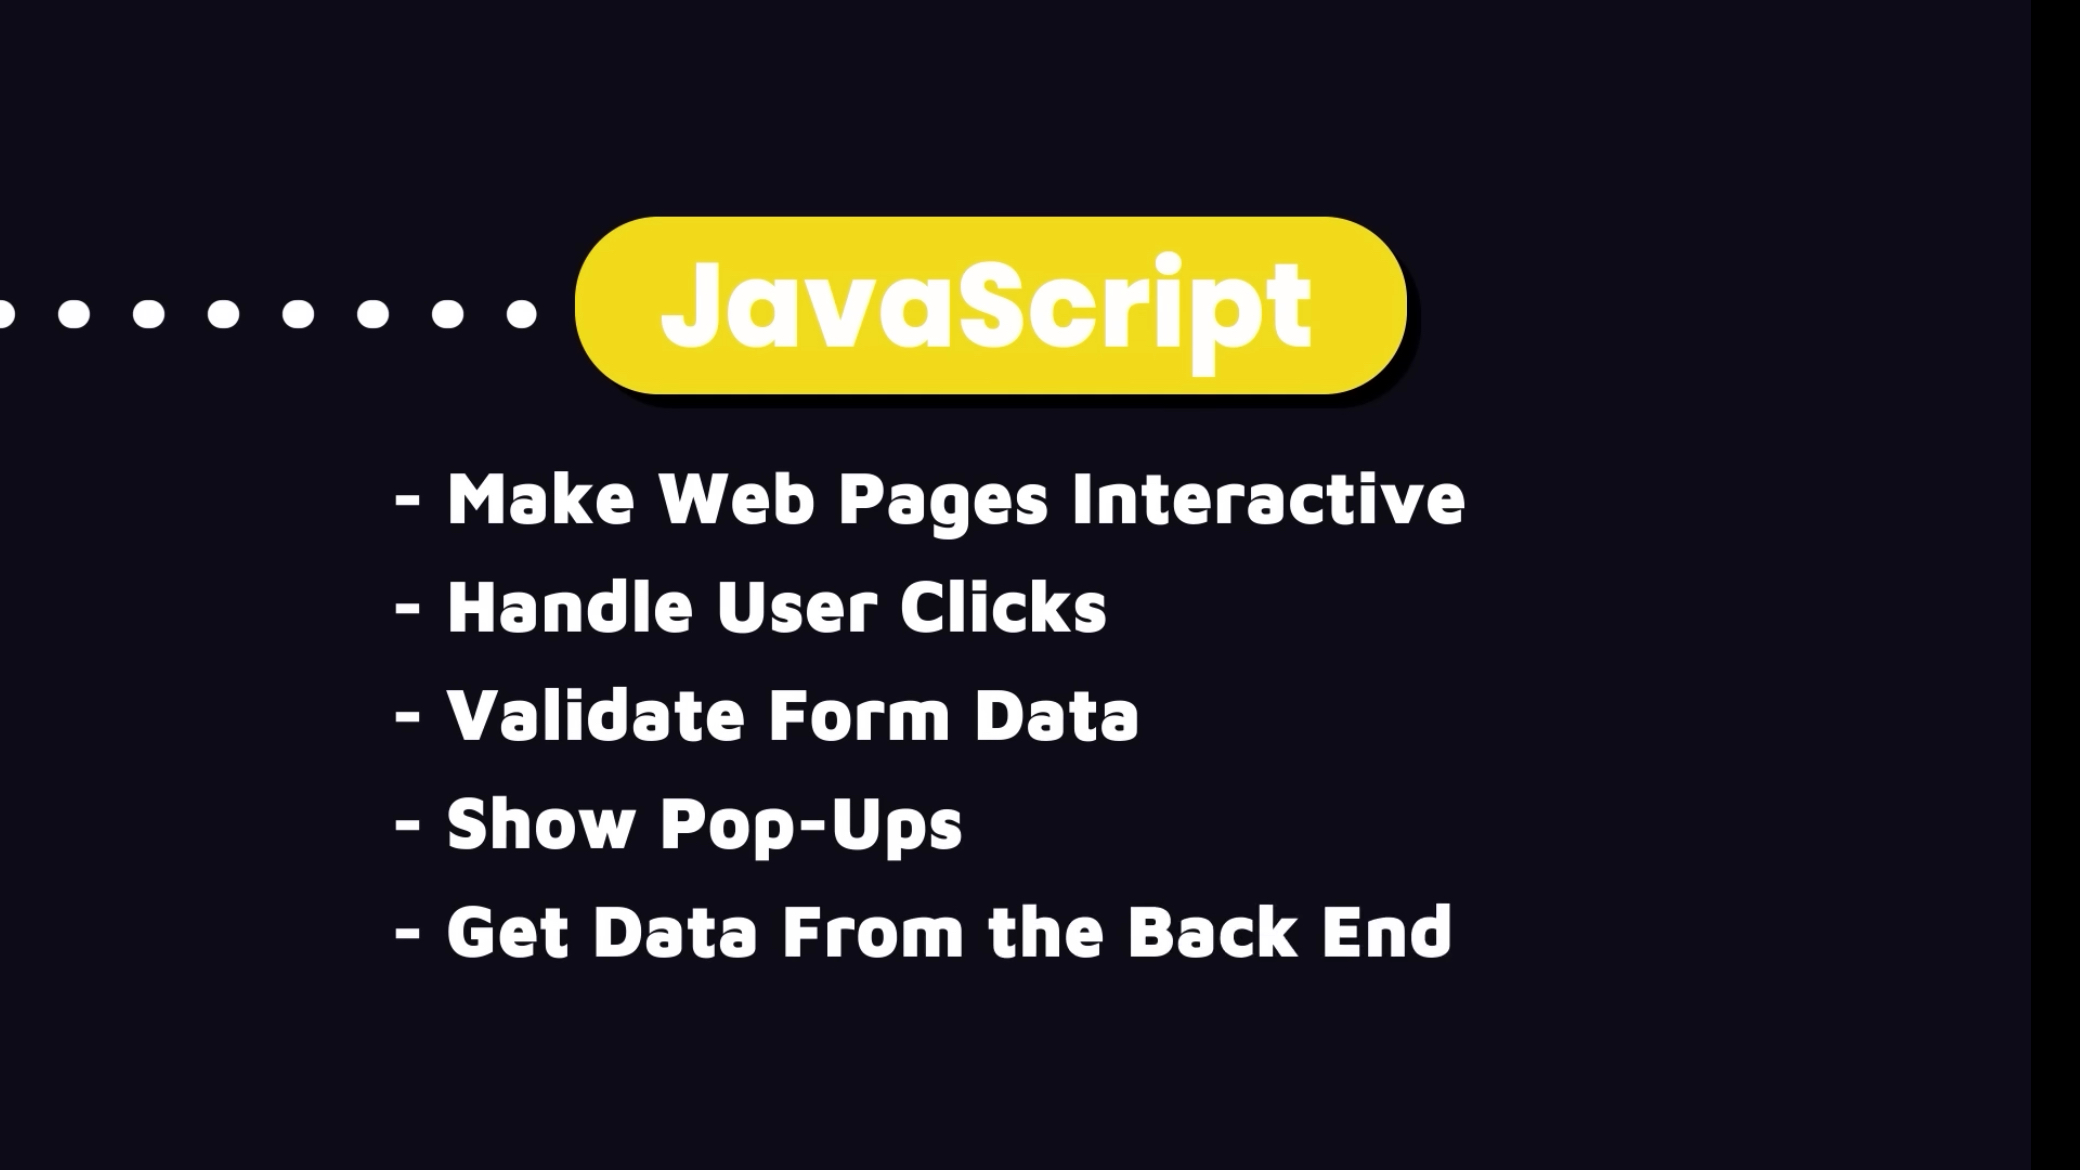 JavaScript
- Make Web Pages Interactive
- Handle User Clicks
- Validate Form Data
- Show Pop-Ups
- Get Data From the Back End